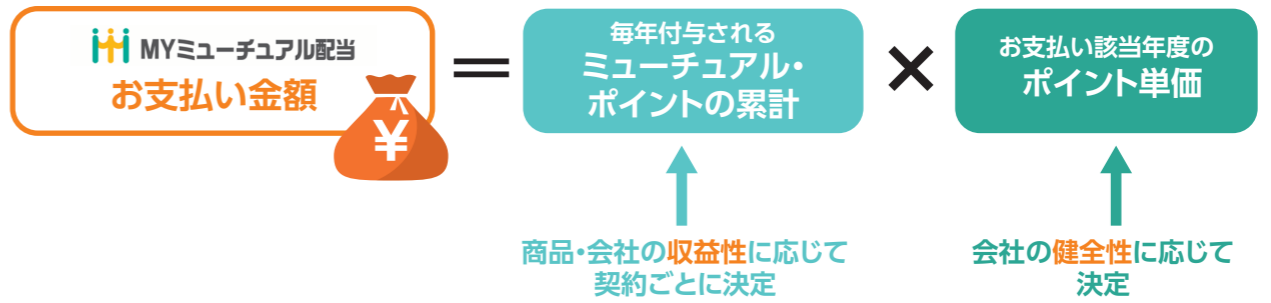 MYミューチュアル配当
お支払い金額
¥
＝
毎年付与される
ミューチュアル・
ポイントの累計
×
お支払い該当年度の
ポイント単価
商品・会社の収益性に応じて
契約ごとに決定
会社の健全性に応じて
決定